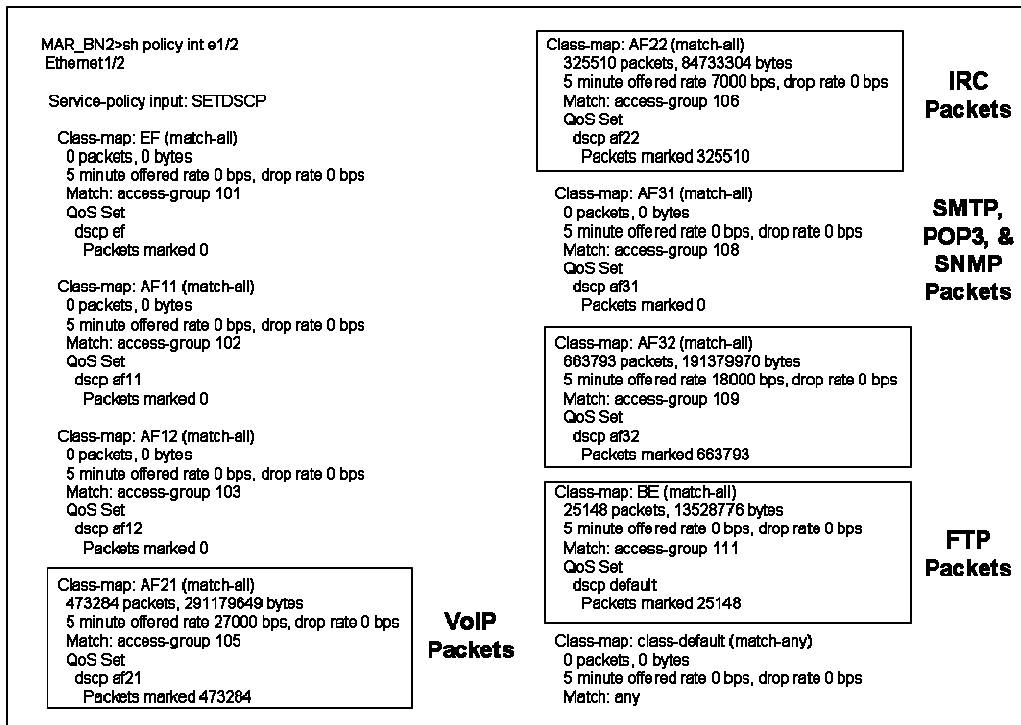 MAR_BN2>sh policy int e1/2
Ethernet1/2
Service-policy input: SETDSCP
Class-map: EF (match-all)
0 packets, 0 bytes
5 minute offered rate 0 bps, drop rate 0 bps
Match: access-group 101
QoS Set
dscp ef
Packets marked 0
Class-map: AF11 (match-all)
0 packets, 0 bytes
5 minute offered rate 0 bps, drop rate 0 bps
Match: access-group 102
QoS Set
dscp af11
Packets marked 0
Class-map: AF12 (match-all)
0 packets, 0 bytes
5 minute offered rate 0 bps, drop rate 0 bps
Match: access-group 103
QoS Set
dscp af12
Packets marked 0
Class-map: AF21 (match-all)
473284 packets, 291179649 bytes
5 minute offered rate 27000 bps, drop rate 0 bps
Match: access-group 105
QoS Set
dscp af21
Packets marked 473284
VoIP
Packets
Class-map: AF22 (match-all)
325510 packets, 84733304 bytes
5 minute offered rate 7000 bps, drop rate 0 bps
Match: access-group 106
QoS Set
dscp af22
Packets marked 325510
IRC
Packets
Class-map: AF31 (match-all)
0 packets, 0 bytes
5 minute offered rate 0 bps, drop rate 0 bps
Match: access-group 108
QoS Set
dscp af31
Packets marked 0
SMTP,
POP3, &
SNMP
Packets
Class-map: AF32 (match-all)
663793 packets, 191379970 bytes
5 minute offered rate 18000 bps, drop rate 0 bps
Match: access-group 109
QoS Set
dscp af32
Packets marked 663793
Class-map: BE (match-all)
25148 packets, 13528776 bytes
5 minute offered rate 0 bps, drop rate 0 bps
Match: access-group 111
QoS Set
dscp default
Packets marked 25148
FTP
Packets
Class-map: class-default (match-any)
0 packets, 0 bytes
5 minute offered rate 0 bps, drop rate 0 bps
Match: any